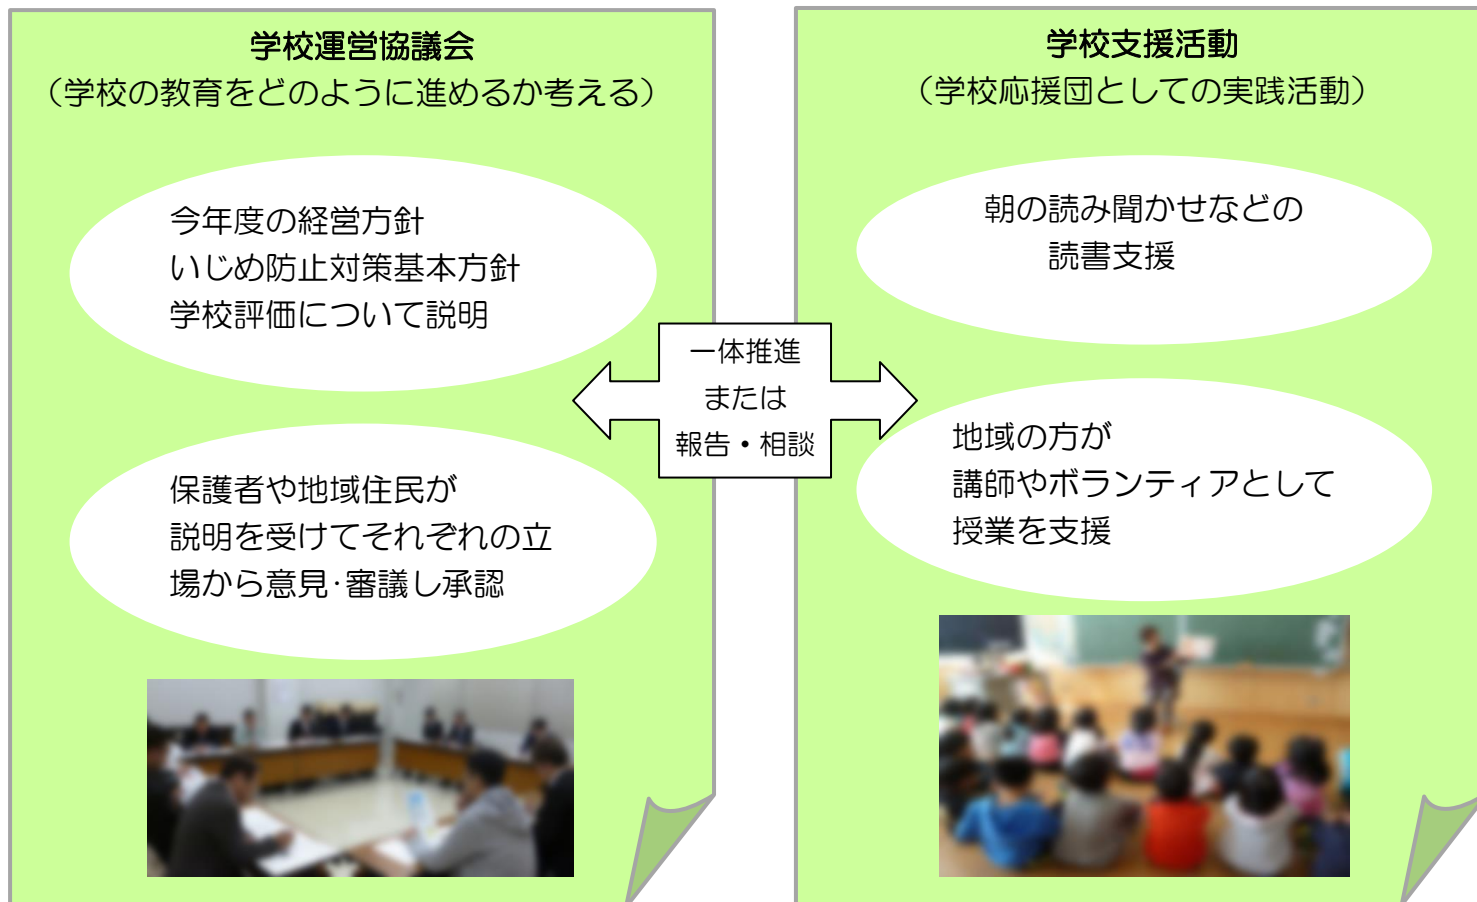 学校運営協議会
（学校の教育をどのように進めるか考える）
今年度の経営方針
いじめ防止対策基本方針
学校評価について説明
保護者や地域住民が
説明を受けてそれぞれの立
場から意見･審議し承認
一体推進
または
報告・相談
学校支援活動
（学校応援団としての実践活動）
朝の読み聞かせなどの
読書支援
地域の方が
講師やボランティアとして
授業を支援